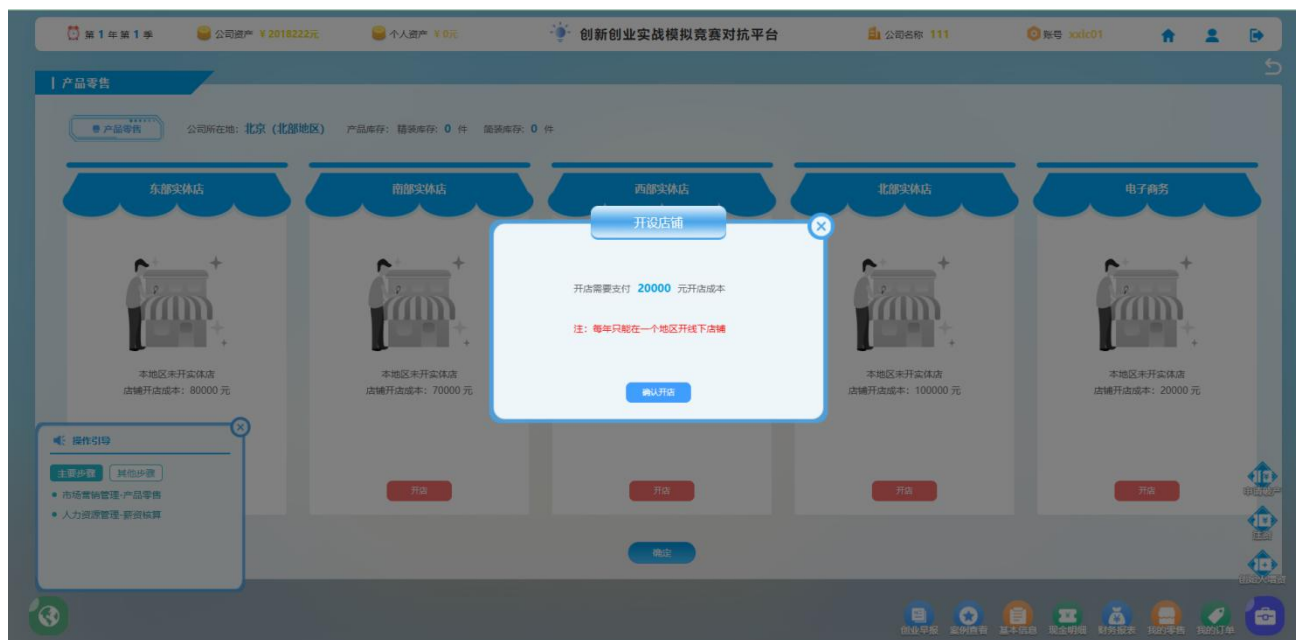 第 1 年第 1 季
公司资产 ¥2018222元
个人资产 ¥0元
创新创业实战模拟竞赛对抗平台
公司名称 111
账号 xxlc01
产品零售
产品零售
公司所在地：北京（北部地区） 产品库存：精装库存：0 件 简装库存：0 件
东部实体店
南部实体店
西部实体店
北部实体店
电子商务
开设店铺
开店需要支付 20000 元开店成本
注：每年只能在一个地区开线下店铺
确认开店
本地区未开实体店
店铺开店成本：80000 元
本地区未开实体店
店铺开店成本：70000 元
本地区未开实体店
店铺开店成本：100000 元
本地区未开实体店
店铺开店成本：20000 元
操作引导
主要步骤 其他步骤
市场营销管理-产品零售
人力资源管理-薪资核算
开店
开店
开店
开店
确定
注资
创业早报
案例查看
基本信息
现金明细
财务报表
我的零售
我的订单